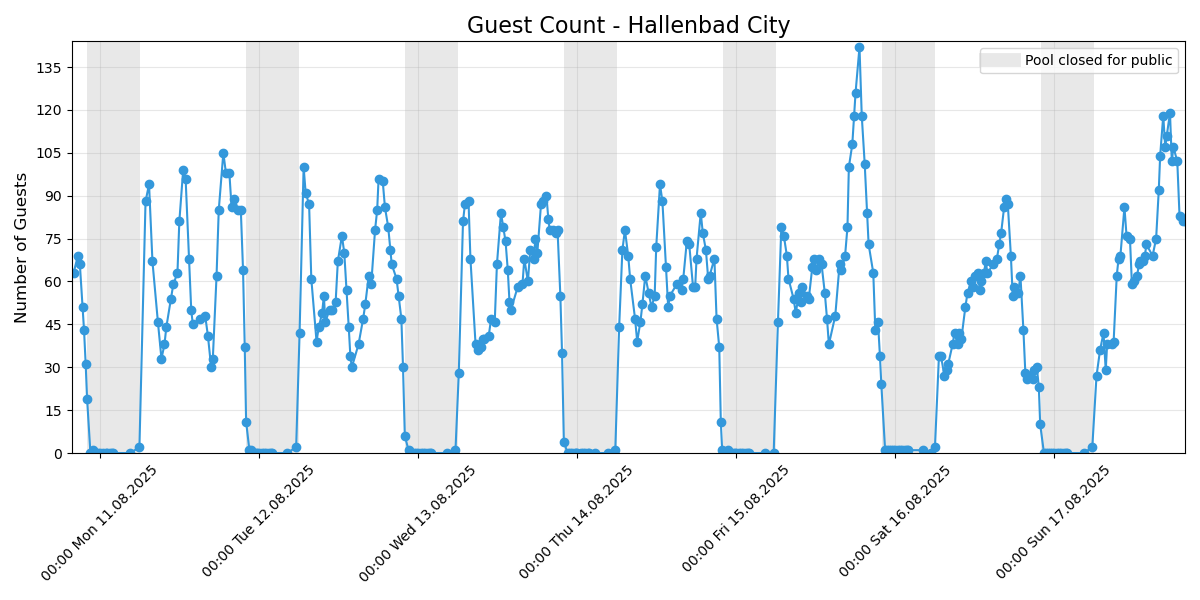 Guest Count - Hallenbad City
Pool closed for public
Number of Guests
135
120
105
90
75
60
45
30
15
0
00:00 Mon 11.08.2025
00:00 Tue 12.08.2025
00:00 Wed 13.08.2025
00:00 Thu 14.08.2025
00:00 Fri 15.08.2025
00:00 Sat 16.08.2025
00:00 Sun 17.08.2025